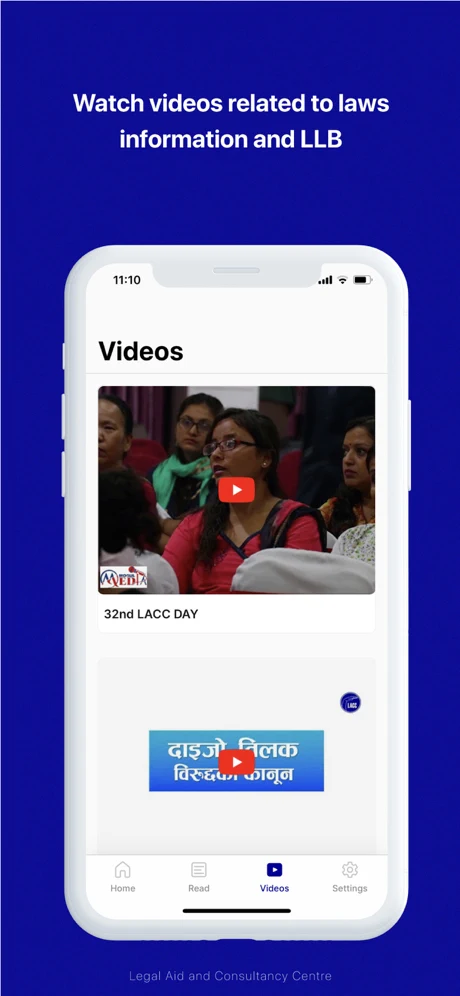 Watch videos related to laws
information and LLB
11:10
Videos
MEDIA
32nd LACC DAY
LACC
दाइजो तिलक
विरूद्धको कानून
Home
Read
Videos
Settings
Legal Aid and Consultancy Centre